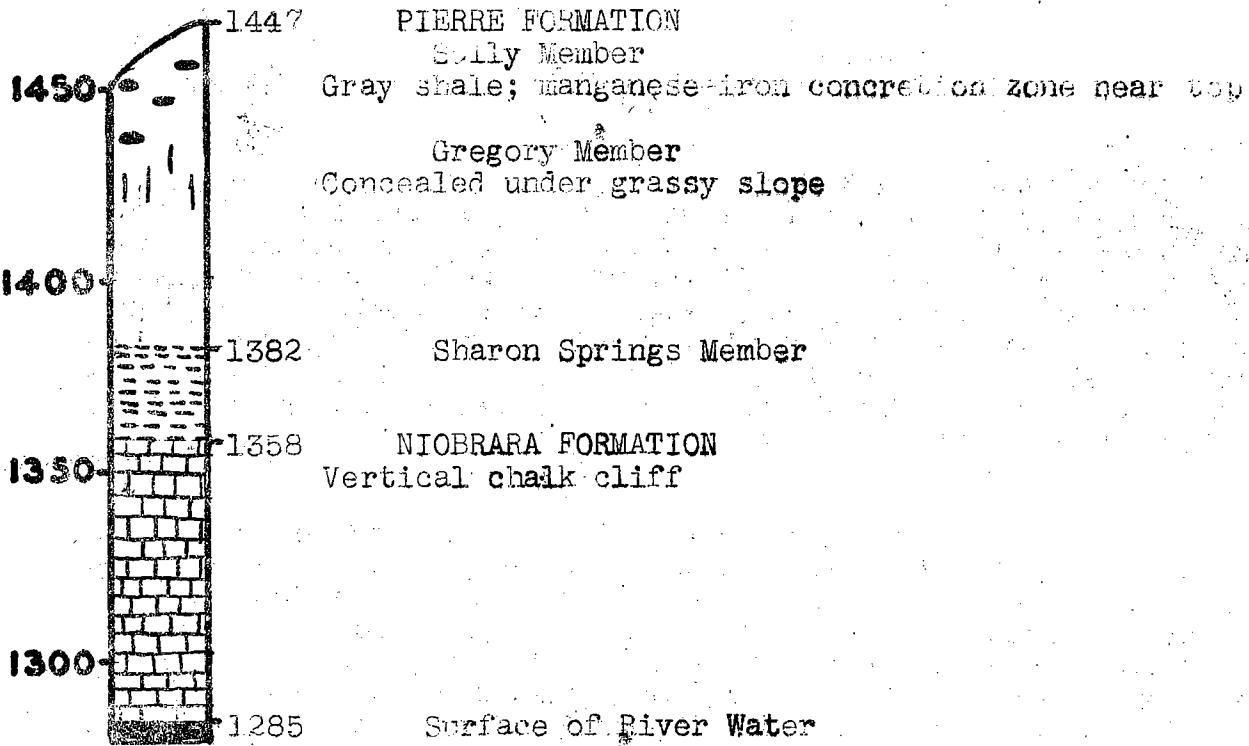 1447 PIERRE FORMATION
Member
1450 Gray shale; manganese-iron concretion zone near top
Gregory Member
Concealed under grassy slope
1400
1382 Sharon Springs Member
1358 NIOBRARA FORMATION
1350 Vertical chalk cliff
1300
1285 Surface of River Water